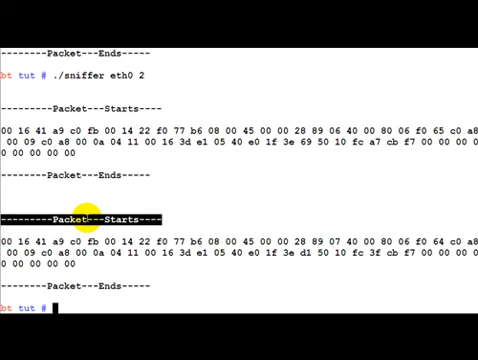 ---------Packet---Ends-----
bt tut # ./sniffer eth0 2
---------Packet---Starts----
00 16 41 a9 c0 fb 00 14 22 f0 77 b6 08 00 45 00 00 28 89 06 40 00 80 06 f0 65 c0 a8
00 09 c0 a8 00 0a 04 11 00 16 3d e1 05 40 e0 1f 3e 69 50 10 fc a7 cb f7 00 00 00 0
0 00 00 00 00
---------Packet---Ends-----
---------Packet---Starts----
00 16 41 a9 c0 fb 00 14 22 f0 77 b6 08 00 45 00 00 28 89 07 40 00 80 06 f0 64 c0 a8
00 09 c0 a8 00 0a 04 11 00 16 3d e1 05 40 e0 1f 3e d1 50 10 fc 3f cb f7 00 00 00 0
0 00 00 00 00
---------Packet---Ends-----
bt tut #